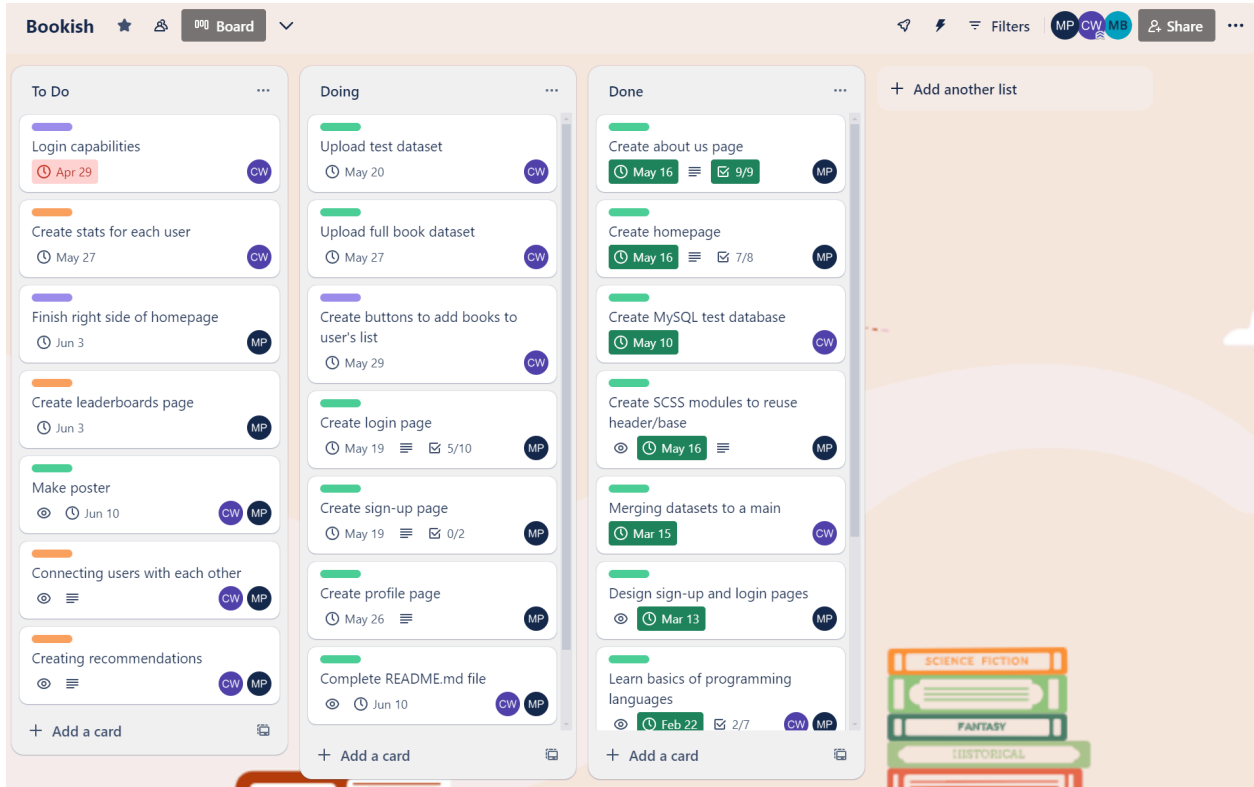 Bookish
Board
Filters
MP CW MB
Share
To Do
Login capabilities
Apr 29
CW
Create stats for each user
May 27
CW
Finish right side of homepage
Jun 3
MP
Create leaderboards page
Jun 3
MP
Make poster
Jun 10
CW MP
Connecting users with each other
CW MP
Creating recommendations
CW MP
+ Add a card
Doing
Upload test dataset
May 20
CW
Upload full book dataset
May 27
CW
Create buttons to add books to
user's list
May 29
CW
Create login page
May 19 5/10
MP
Create sign-up page
May 19 0/2
MP
Create profile page
May 26
MP
Complete README.md file
Jun 10
CW MP
+ Add a card
Done
Create about us page
May 16 9/9
MP
Create homepage
May 16 7/8
MP
Create MySQL test database
May 10
CW
Create SCSS modules to reuse
header/base
May 16
MP
Merging datasets to a main
Mar 15
CW
Design sign-up and login pages
Mar 13
MP
Learn basics of programming
languages
Feb 22 2/7
CW MP
+ Add a card
+ Add another list
SCIENCE FICTION
FANTASY
HISTORICAL